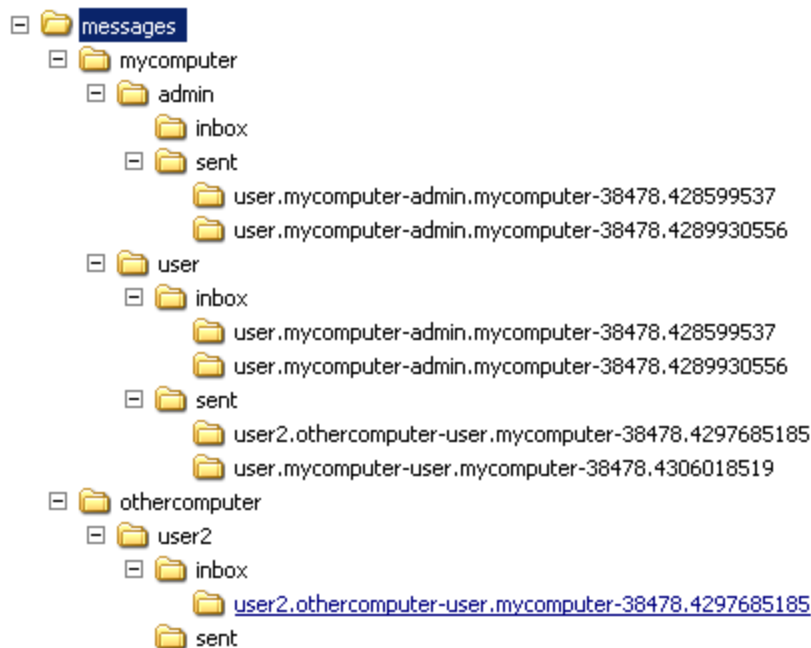 messages
mycomputer
admin
inbox
sent
user.mycomputer-admin.mycomputer-38478.428599537
user.mycomputer-admin.mycomputer-38478.4289930556
user
inbox
user.mycomputer-admin.mycomputer-38478.428599537
user.mycomputer-admin.mycomputer-38478.4289930556
sent
user2.othercomputer-user.mycomputer-38478.4297685185
user.mycomputer-user.mycomputer-38478.4306018519
othercomputer
user2
inbox
user2.othercomputer-user.mycomputer-38478.4297685185
sent